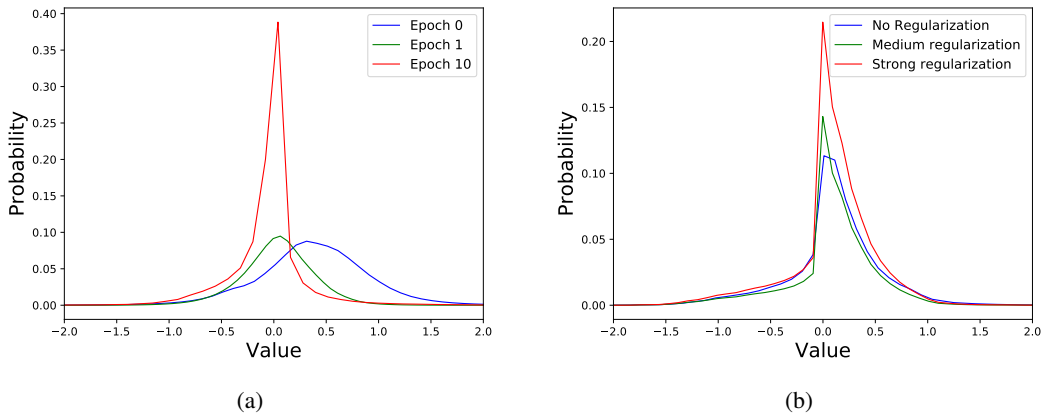 0.40
0.35
0.30
0.25
0.20
0.15
0.10
0.05
0.00
Probability
−2.0 −1.5 −1.0 −0.5 0.0 0.5 1.0 1.5 2.0
Value
Epoch 0
Epoch 1
Epoch 10
(a)
0.20
0.15
0.10
0.05
0.00
Probability
−2.0 −1.5 −1.0 −0.5 0.0 0.5 1.0 1.5 2.0
Value
No Regularization
Medium regularization
Strong regularization
(b)